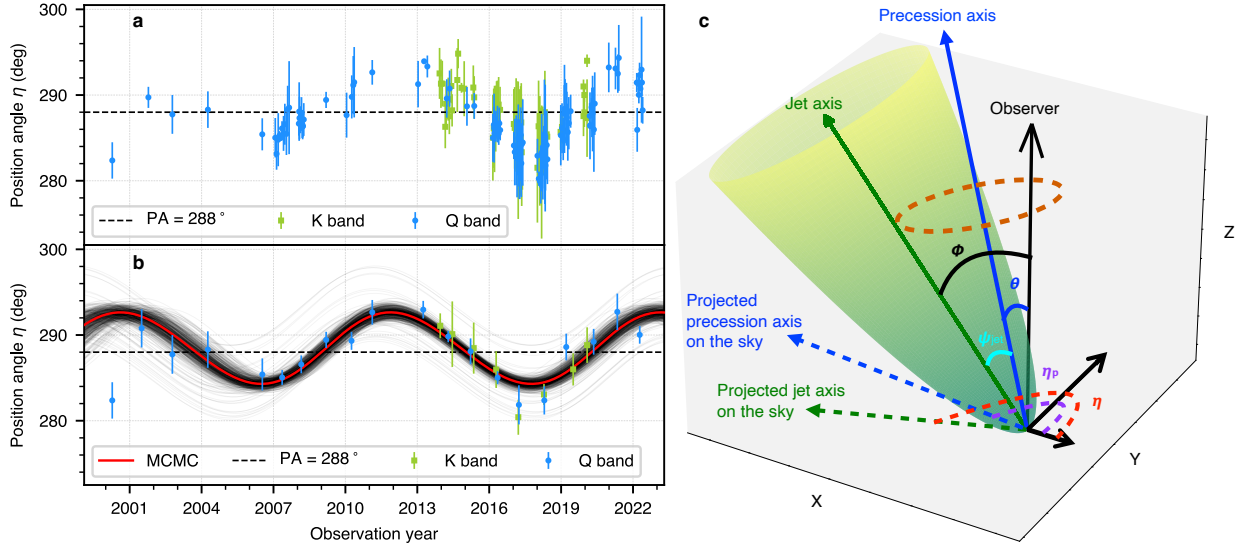 a
300
290
280
Position angle η (deg)
PA = 288°
K band
Q band
b
300
290
280
Position angle η (deg)
MCMC
PA = 288°
K band
Q band
2001
2004
2007
2010
2013
2016
2019
2022
Observation year
c
Precession axis
Observer
Jet axis
Φ
θ
Z
Projected
precession axis
on the sky
ψjet
ηp
Projected jet axis
on the sky
η
Y
X